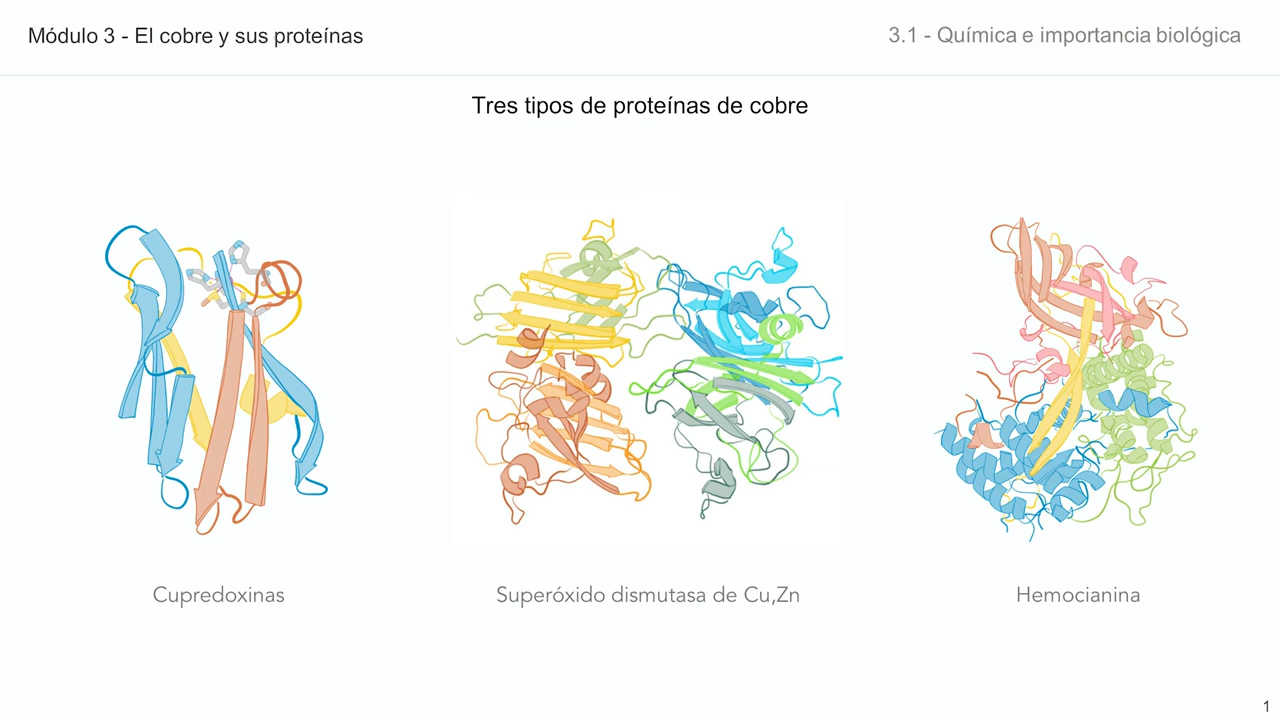 Módulo 3 - El cobre y sus proteínas
3.1 - Química e importancia biológica
Tres tipos de proteínas de cobre
Cupredoxinas
Superóxido dismutasa de Cu,Zn
Hemocianina
1